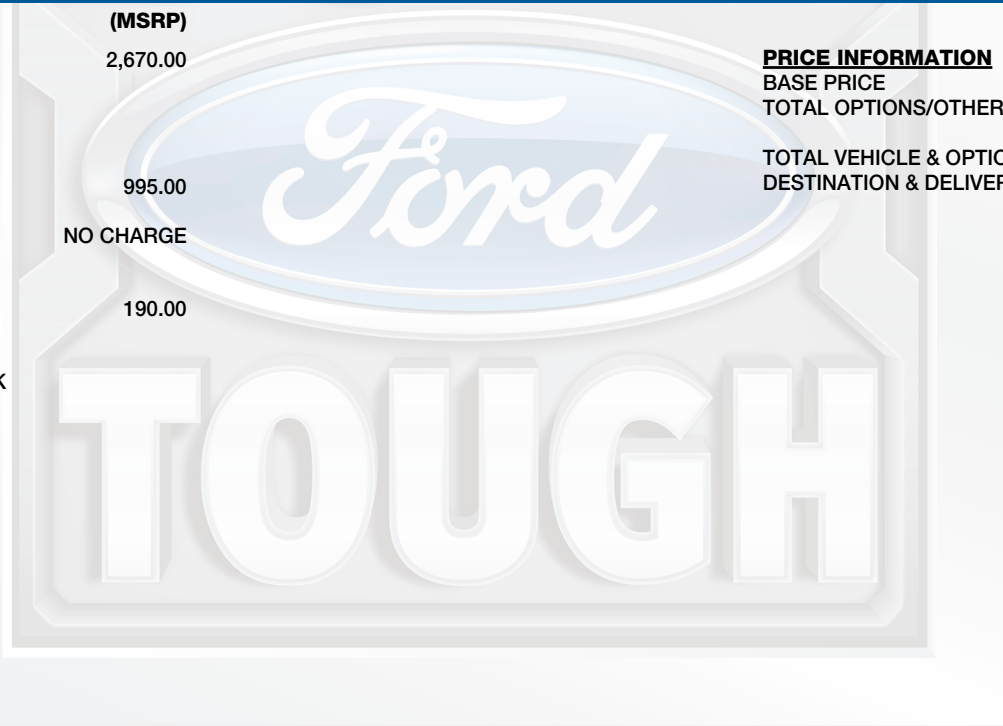 (MSRP)
2,670.00
995.00
NO CHARGE
190.00
K
PRICE INFORMATION
BASE PRICE
TOTAL OPTIONS/OTHER
TOTAL VEHICLE & OPTIO
DESTINATION & DELIVER
Ford
TOUGH